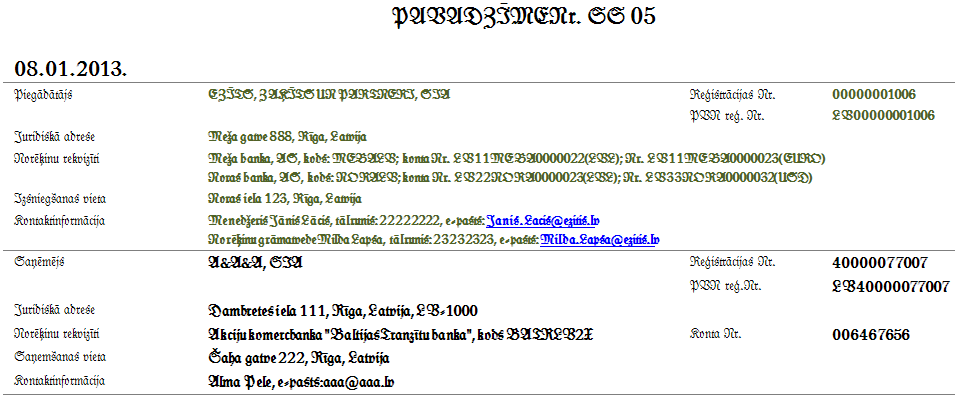 PAVADZĪMENr. SS 05
08.01.2013.
Piegādātājs EZĪTS, ZAĶĪTS UN PARTNERI, SIA Reģistrācijas Nr. 00000001006
PVN reģ. Nr. LV00000001006
Juridiskā adrese Meža gatve 888, Rīga, Latvija
Norēķinu rekvizīti Meža banka, AS, kods: MEBALV; konta Nr. LV11MEBA0000022(LVL); Nr. LV11MEBA0000023(EURO)
Noras banka, AS, kods: NORALV; konta Nr. LV22NORA0000023(LVL); Nr. LV33NORA0000032(USD)
Izsniegšanas vieta Noras iela 123, Rīga, Latvija
Kontaktinformācija Menedžeris Jānis Lācis, tālrunis: 22222222, e-pasts: Janis.Lacis@ezitis.lv
Norēķinu grāmatvede Milda Lapsa, tālrunis: 23232323, e-pasts: Milda.Lapsa@ezitis.lv
Saņēmējs A&A&A, SIA Reģistrācijas Nr. 40000077007
PVN reģ.Nr. LV40000077007
Juridiskā adrese Dambretes iela 111, Rīga, Latvija, LV-1000
Norēķinu rekvizīti Akciju komercbanka "Baltijas Tranzītu banka", kods BATRLV2X Konta Nr. 006467656
Saņemšanas vieta Šaha gatve 222, Rīga, Latvija
Kontaktinformācija Alma Pele, e-pasts:aaa@aaa.lv